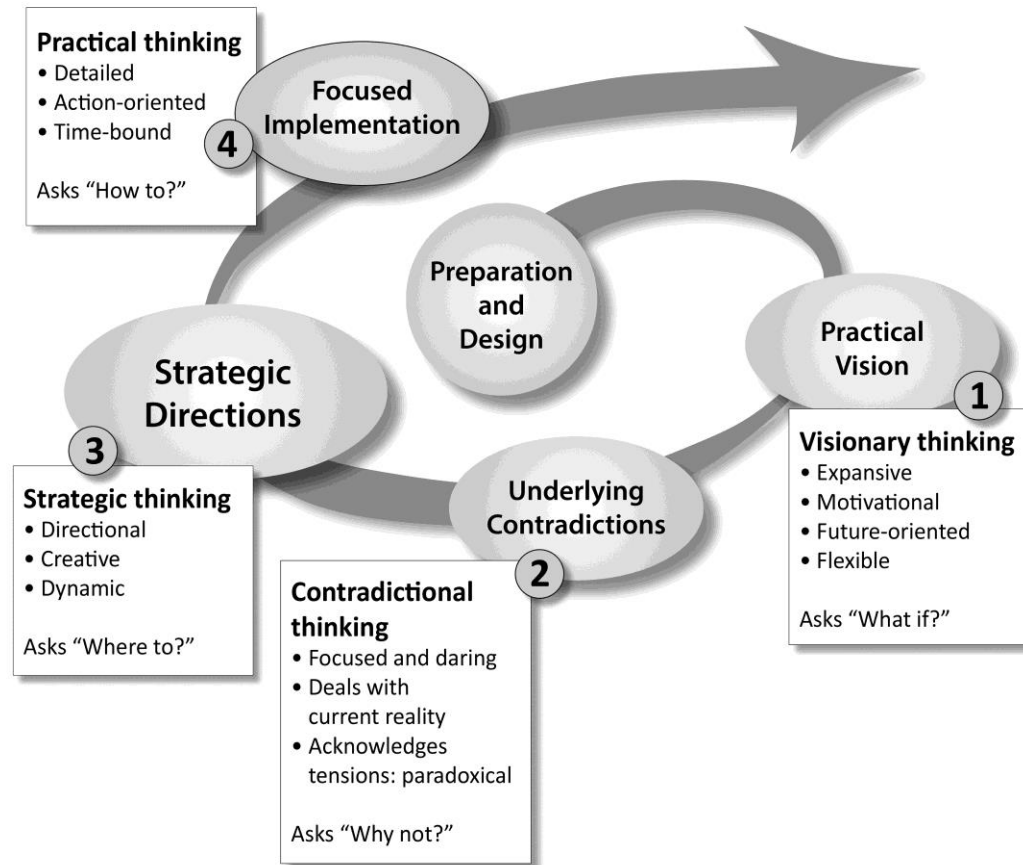 Practical thinking
• Detailed
• Action-oriented
• Time-bound
Asks “How to?”
4
Focused
Implementation
Preparation
and
Design
Practical
Vision
1
Visionary thinking
• Expansive
• Motivational
• Future-oriented
• Flexible
Asks “What if?”
Strategic
Directions
3
Strategic thinking
• Directional
• Creative
• Dynamic
Asks “Where to?”
Underlying
Contradictions
2
Contradictional
thinking
• Focused and daring
• Deals with
current reality
• Acknowledges
tensions: paradoxical
Asks “Why not?”